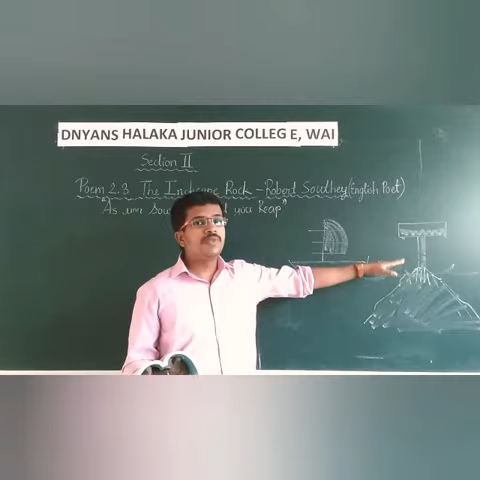 DNYANS HALAKA JUNIOR COLLEG E, WAI
Section II
Poem 2.3 The Inchcape Rock - Robert Southey (English Poet)
"As you Sow you Reap"